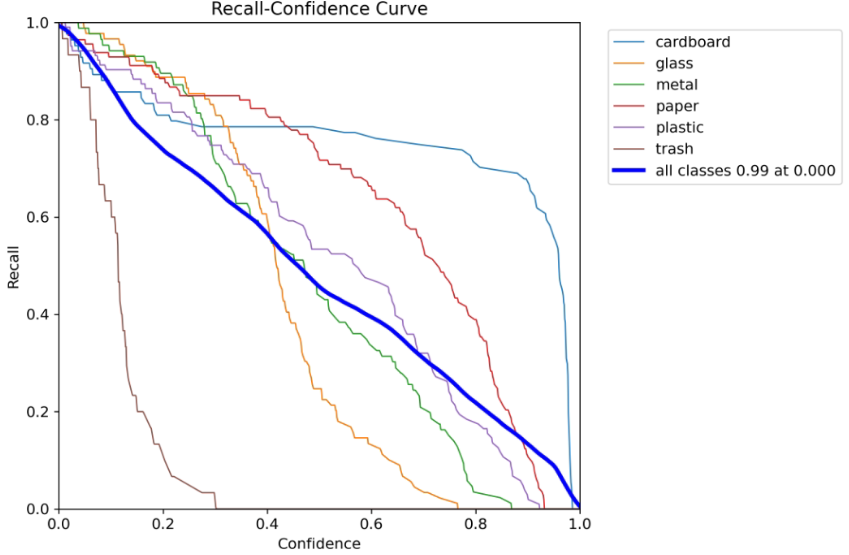 Recall-Confidence Curve
1.0
0.8
0.6
0.4
0.2
0.0
Recall
0.0 0.2 0.4 0.6 0.8 1.0
Confidence
cardboard
glass
metal
paper
plastic
trash
all classes 0.99 at 0.000